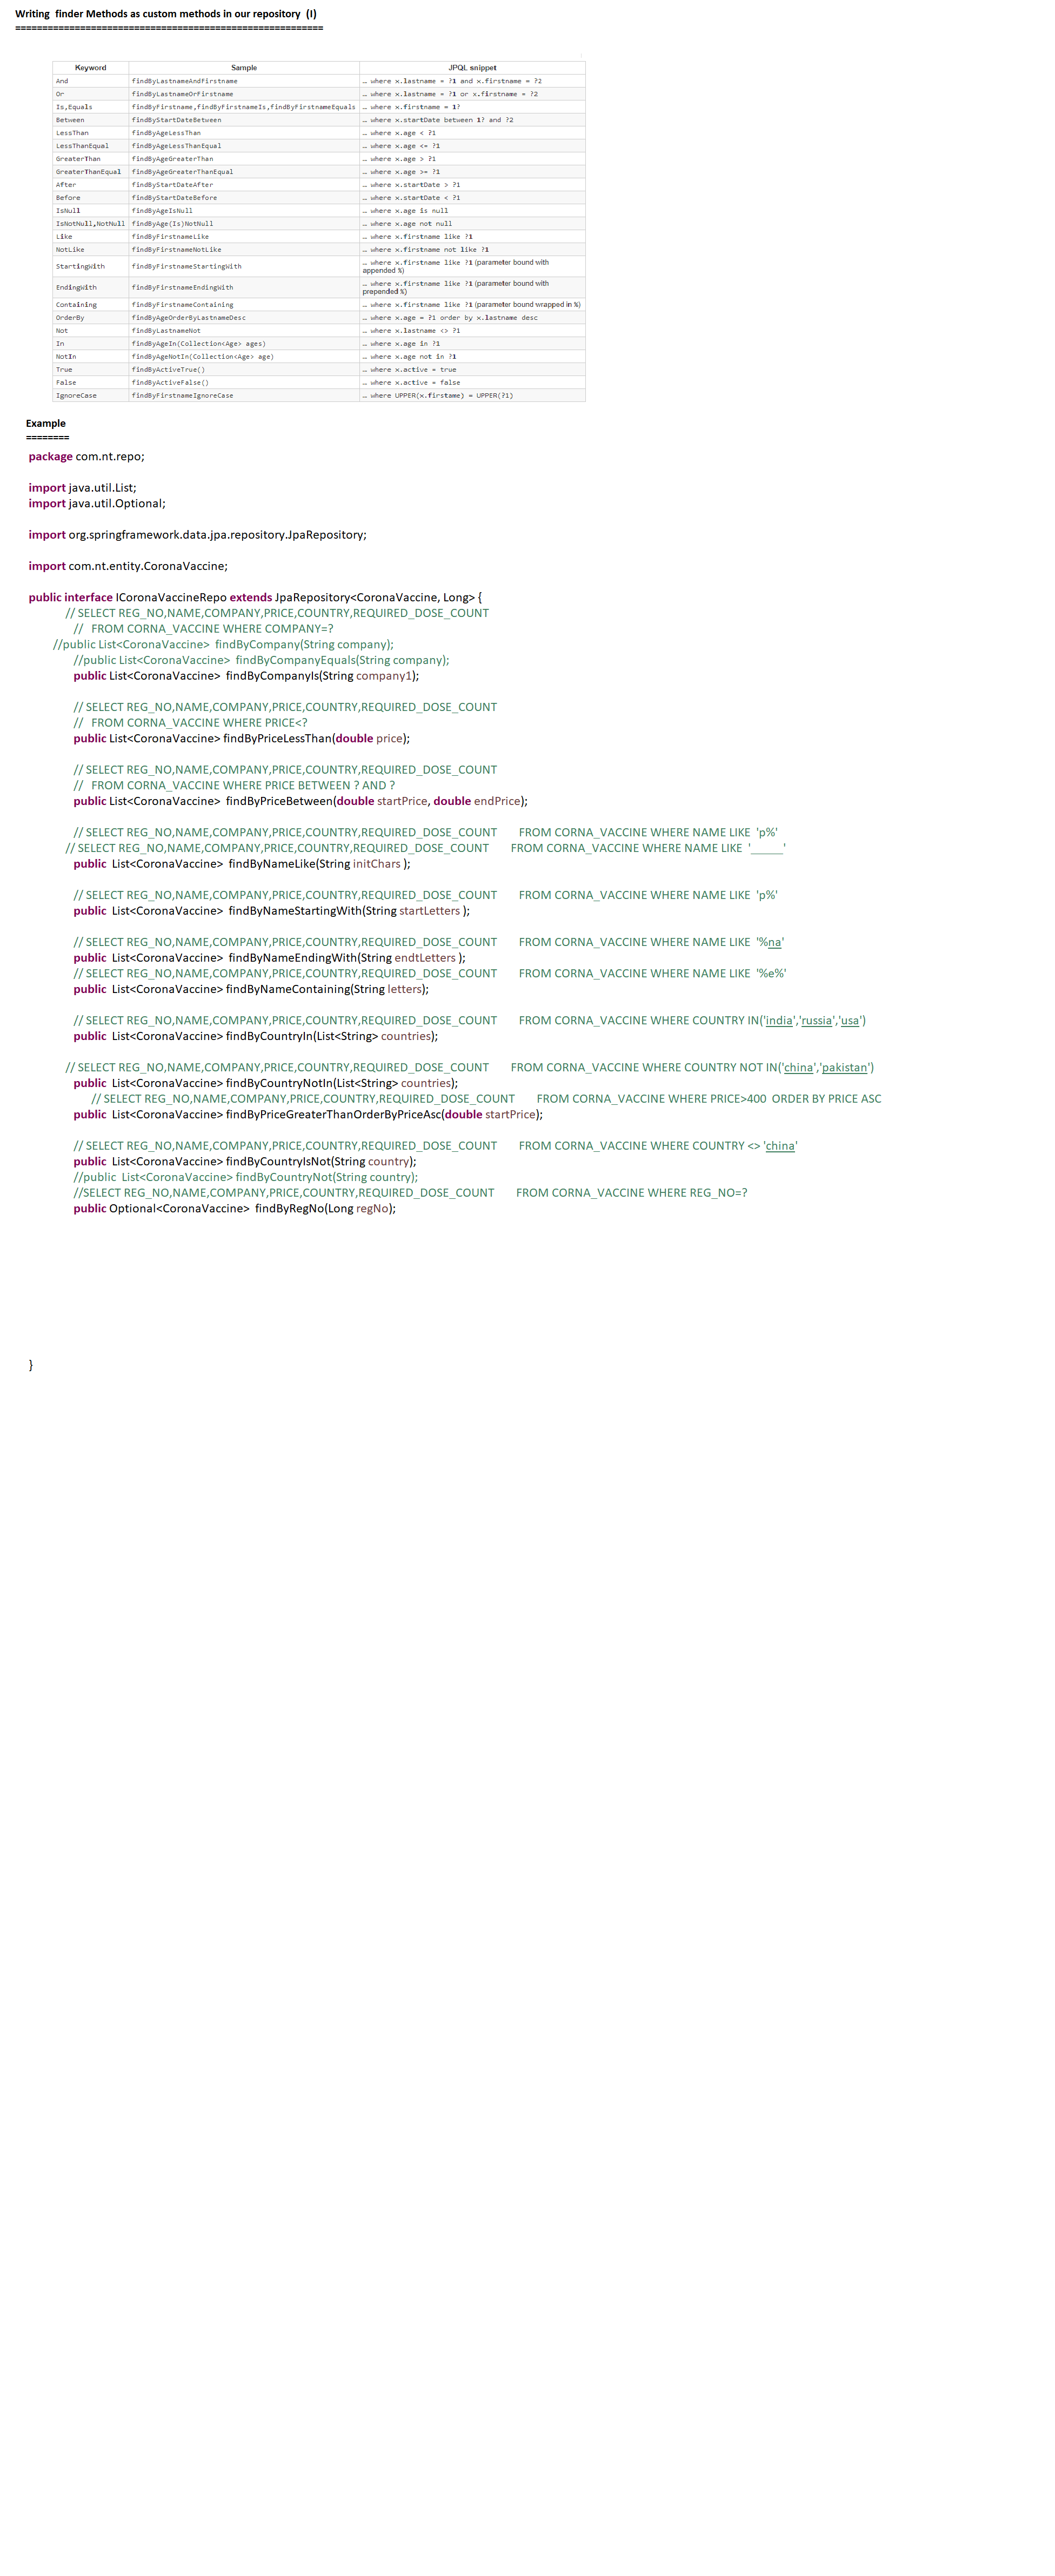 Writing  finder Methods as custom methods in our repository  (I)
=========================================================
Keyword Sample JPQL snippet
And findByLastnameAndFirstname … where x.lastname = ?1 and x.firstname = ?2
Or findByLastnameOrFirstname … where x.lastname = ?1 or x.firstname = ?2
Is,Equals findByFirstname,findByFirstnameIs,findByFirstnameEquals … where x.firstname = 1?
Between findByStartDateBetween … where x.startDate between 1? and ?2
LessThan findByAgeLessThan … where x.age < ?1
LessThanEqual findByAgeLessThanEqual … where x.age <= ?1
GreaterThan findByAgeGreaterThan … where x.age > ?1
GreaterThanEqual findByAgeGreaterThanEqual … where x.age >= ?1
After findByStartDateAfter … where x.startDate > ?1
Before findByStartDateBefore … where x.startDate < ?1
IsNull findByAgeIsNull … where x.age is null
IsNotNull,NotNull findByAge(Is)NotNull … where x.age not null
Like findByFirstnameLike … where x.firstname like ?1
NotLike findByFirstnameNotLike … where x.firstname not like ?1
StartingWith findByFirstnameStartingWith … where x.firstname like ?1 (parameter bound with
appended %)
EndingWith findByFirstnameEndingWith … where x.firstname like ?1 (parameter bound with
prepended %)
Containing findByFirstnameContaining … where x.firstname like ?1 (parameter bound wrapped in %)
OrderBy findByAgeOrderByLastnameDesc … where x.age = ?1 order by x.lastname desc
Not findByLastnameNot … where x.lastname <> ?1
In findByAgeIn(Collection<Age> ages) … where x.age in ?1
NotIn findByAgeNotIn(Collection<Age> age) … where x.age not in ?1
True findByActiveTrue() … where x.active = true
False findByActiveFalse() … where x.active = false
IgnoreCase findByFirstnameIgnoreCase … where UPPER(x.firstame) = UPPER(?1)
Example
========
package com.nt.repo;
import java.util.List;
import java.util.Optional;
import org.springframework.data.jpa.repository.JpaRepository;
import com.nt.entity.CoronaVaccine;
public interface ICoronaVaccineRepo extends JpaRepository<CoronaVaccine, Long> {
// SELECT REG_NO,NAME,COMPANY,PRICE,COUNTRY,REQUIRED_DOSE_COUNT
//   FROM CORNA_VACCINE WHERE COMPANY=?
//public List<CoronaVaccine>  findByCompany(String company);
//public List<CoronaVaccine>  findByCompanyEquals(String company);
public List<CoronaVaccine>  findByCompanyIs(String company1);
// SELECT REG_NO,NAME,COMPANY,PRICE,COUNTRY,REQUIRED_DOSE_COUNT
//   FROM CORNA_VACCINE WHERE PRICE<?
public List<CoronaVaccine> findByPriceLessThan(double price);
// SELECT REG_NO,NAME,COMPANY,PRICE,COUNTRY,REQUIRED_DOSE_COUNT
//   FROM CORNA_VACCINE WHERE PRICE BETWEEN ? AND ?
public List<CoronaVaccine>  findByPriceBetween(double startPrice, double endPrice);
// SELECT REG_NO,NAME,COMPANY,PRICE,COUNTRY,REQUIRED_DOSE_COUNT       FROM CORNA_VACCINE WHERE NAME LIKE  'p%'
// SELECT REG_NO,NAME,COMPANY,PRICE,COUNTRY,REQUIRED_DOSE_COUNT       FROM CORNA_VACCINE WHERE NAME LIKE  '______'
public  List<CoronaVaccine>  findByNameLike(String initChars );
// SELECT REG_NO,NAME,COMPANY,PRICE,COUNTRY,REQUIRED_DOSE_COUNT       FROM CORNA_VACCINE WHERE NAME LIKE  'p%'
public  List<CoronaVaccine>  findByNameStartingWith(String startLetters );
// SELECT REG_NO,NAME,COMPANY,PRICE,COUNTRY,REQUIRED_DOSE_COUNT       FROM CORNA_VACCINE WHERE NAME LIKE  '%na'
public  List<CoronaVaccine>  findByNameEndingWith(String endtLetters );
// SELECT REG_NO,NAME,COMPANY,PRICE,COUNTRY,REQUIRED_DOSE_COUNT       FROM CORNA_VACCINE WHERE NAME LIKE  '%e%'
public  List<CoronaVaccine> findByNameContaining(String letters);
// SELECT REG_NO,NAME,COMPANY,PRICE,COUNTRY,REQUIRED_DOSE_COUNT       FROM CORNA_VACCINE WHERE COUNTRY IN('india','russia','usa')
public  List<CoronaVaccine> findByCountryIn(List<String> countries);
// SELECT REG_NO,NAME,COMPANY,PRICE,COUNTRY,REQUIRED_DOSE_COUNT       FROM CORNA_VACCINE WHERE COUNTRY NOT IN('china','pakistan')
public  List<CoronaVaccine> findByCountryNotIn(List<String> countries);
// SELECT REG_NO,NAME,COMPANY,PRICE,COUNTRY,REQUIRED_DOSE_COUNT       FROM CORNA_VACCINE WHERE PRICE>400  ORDER BY PRICE ASC
public  List<CoronaVaccine> findByPriceGreaterThanOrderByPriceAsc(double startPrice);
// SELECT REG_NO,NAME,COMPANY,PRICE,COUNTRY,REQUIRED_DOSE_COUNT       FROM CORNA_VACCINE WHERE COUNTRY <> 'china'
public  List<CoronaVaccine> findByCountryIsNot(String country);
//public  List<CoronaVaccine> findByCountryNot(String country);
//SELECT REG_NO,NAME,COMPANY,PRICE,COUNTRY,REQUIRED_DOSE_COUNT       FROM CORNA_VACCINE WHERE REG_NO=?
public Optional<CoronaVaccine>  findByRegNo(Long regNo);
}